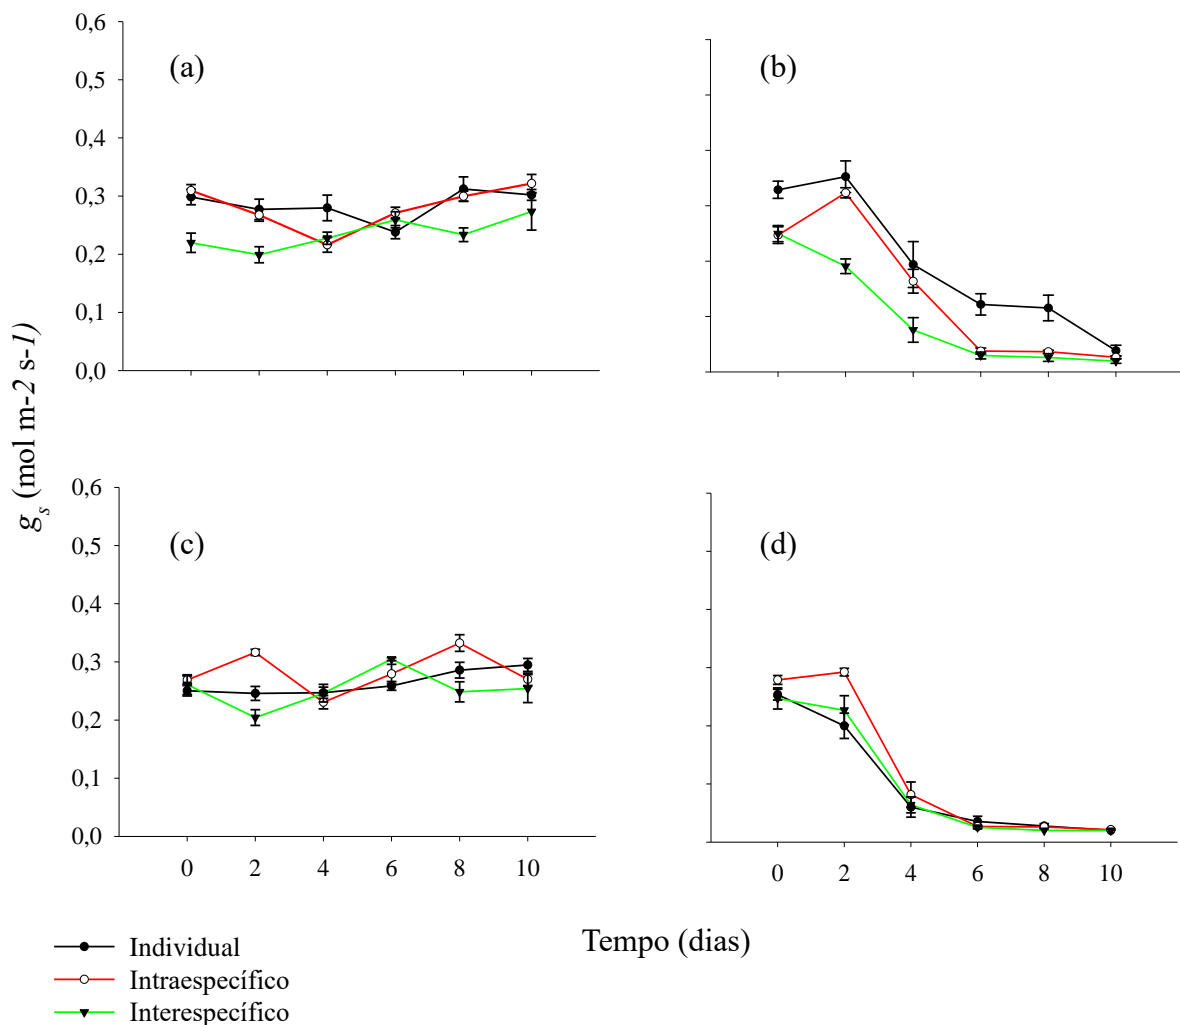 (a)
(b)
0,6
0,5
0,4
0,3
0,2
0,1
0,0
g_s (mol m-2 s-1)
(c)
(d)
0,6
0,5
0,4
0,3
0,2
0,1
0,0
0 2 4 6 8 10
0 2 4 6 8 10
Tempo (dias)
Individual
Intraespecífico
Interespecífico